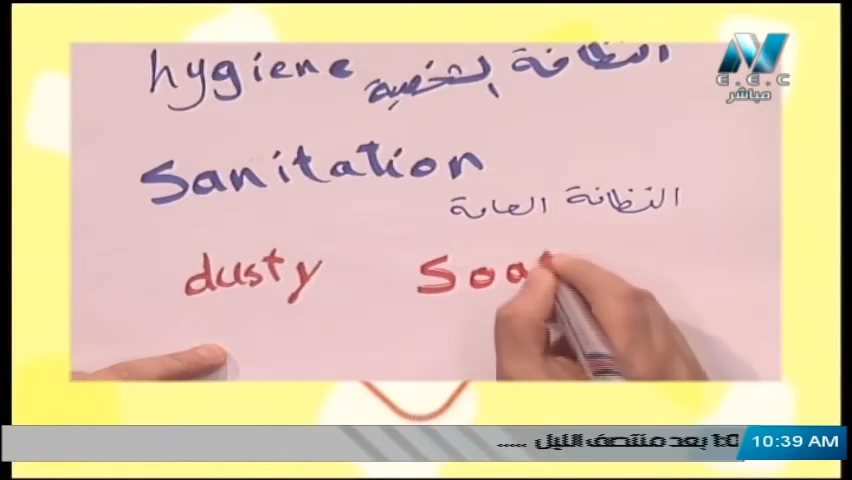 hygiene النظافة الشخصية
E.E.C
مباشر
sanitation
النظافة العامة
dusty soa
بعد منتصف الليل .....
10:39 AM